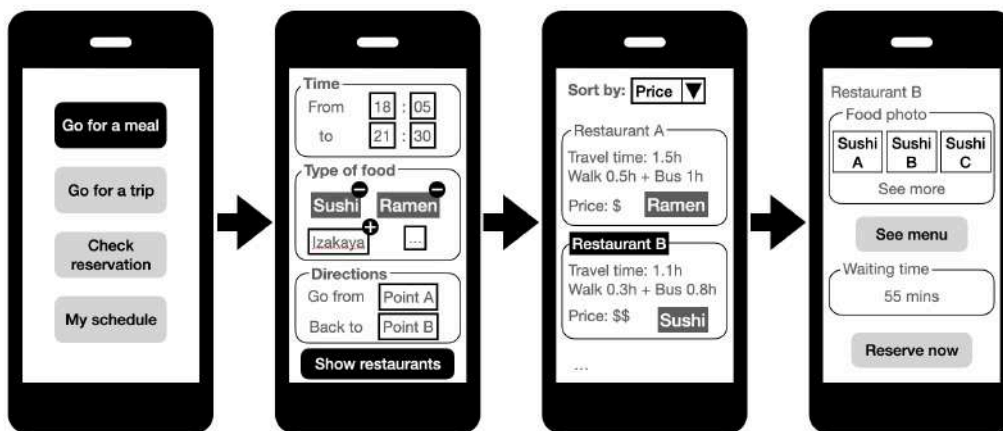 Go for a meal
Go for a trip
Check
reservation
My schedule
Time
From 18 : 05
to 21 : 30
Type of food
Sushi Ramen
Izakaya ...
Directions
Go from Point A
Back to Point B
Show restaurants
Sort by: Price
Restaurant A
Travel time: 1.5h
Walk 0.5h + Bus 1h
Price: $ Ramen
Restaurant B
Travel time: 1.1h
Walk 0.3h + Bus 0.8h
Price: $$ Sushi
...
Restaurant B
Food photo
Sushi Sushi Sushi
A B C
See more
See menu
Waiting time
55 mins
Reserve now